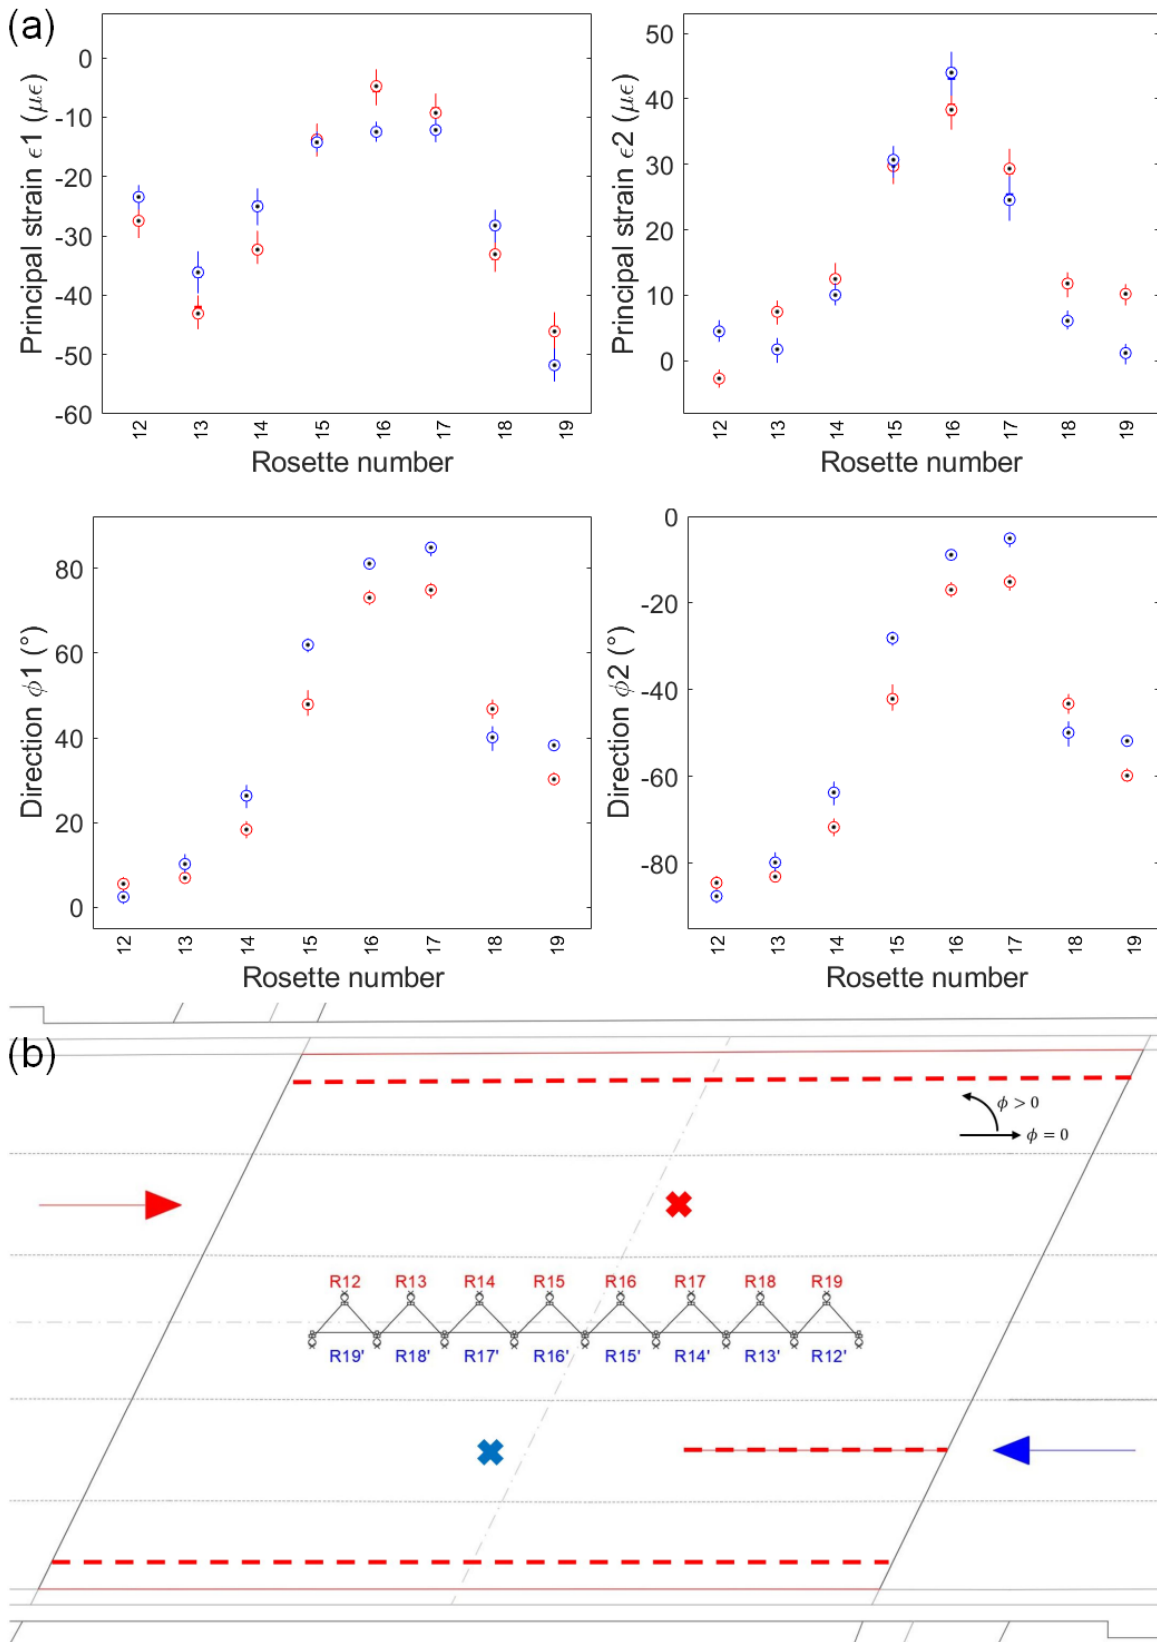 (a)
Principal strain ϵ1 (μϵ)
0
-10
-20
-30
-40
-50
-60
12 13 14 15 16 17 18 19
Rosette number
Principal strain ϵ2 (μϵ)
50
40
30
20
10
0
12 13 14 15 16 17 18 19
Rosette number
Direction ϕ1 (°)
80
60
40
20
0
12 13 14 15 16 17 18 19
Rosette number
Direction ϕ2 (°)
0
-20
-40
-60
-80
12 13 14 15 16 17 18 19
Rosette number
(b)
ϕ > 0
ϕ = 0
R12 R13 R14 R15 R16 R17 R18 R19
R19' R18' R17' R16' R15' R14' R13' R12'